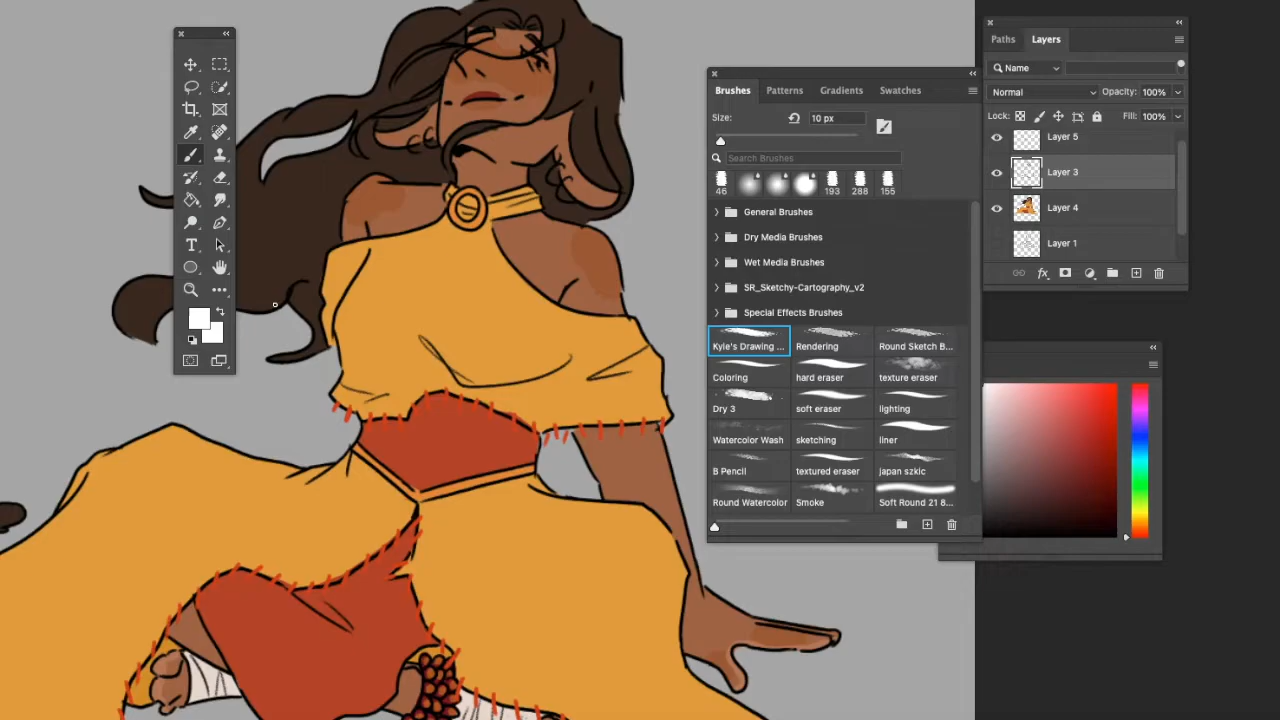 Paths Layers
Name
Normal Opacity: 100%
Lock: Fill: 100%
Layer 5
Layer 3
Layer 4
Layer 1
fx
Brushes Patterns Gradients Swatches
Size: 10 px
Search Brushes
46 193 288 155
General Brushes
Dry Media Brushes
Wet Media Brushes
SR_Sketchy-Cartography_v2
Special Effects Brushes
Kyle's Drawing ... Rendering Round Sketch B...
Coloring hard eraser texture eraser
Dry 3 soft eraser lighting
Watercolor Wash sketching liner
B Pencil textured eraser japan szkic
Round Watercolor Smoke Soft Round 21 8...
T